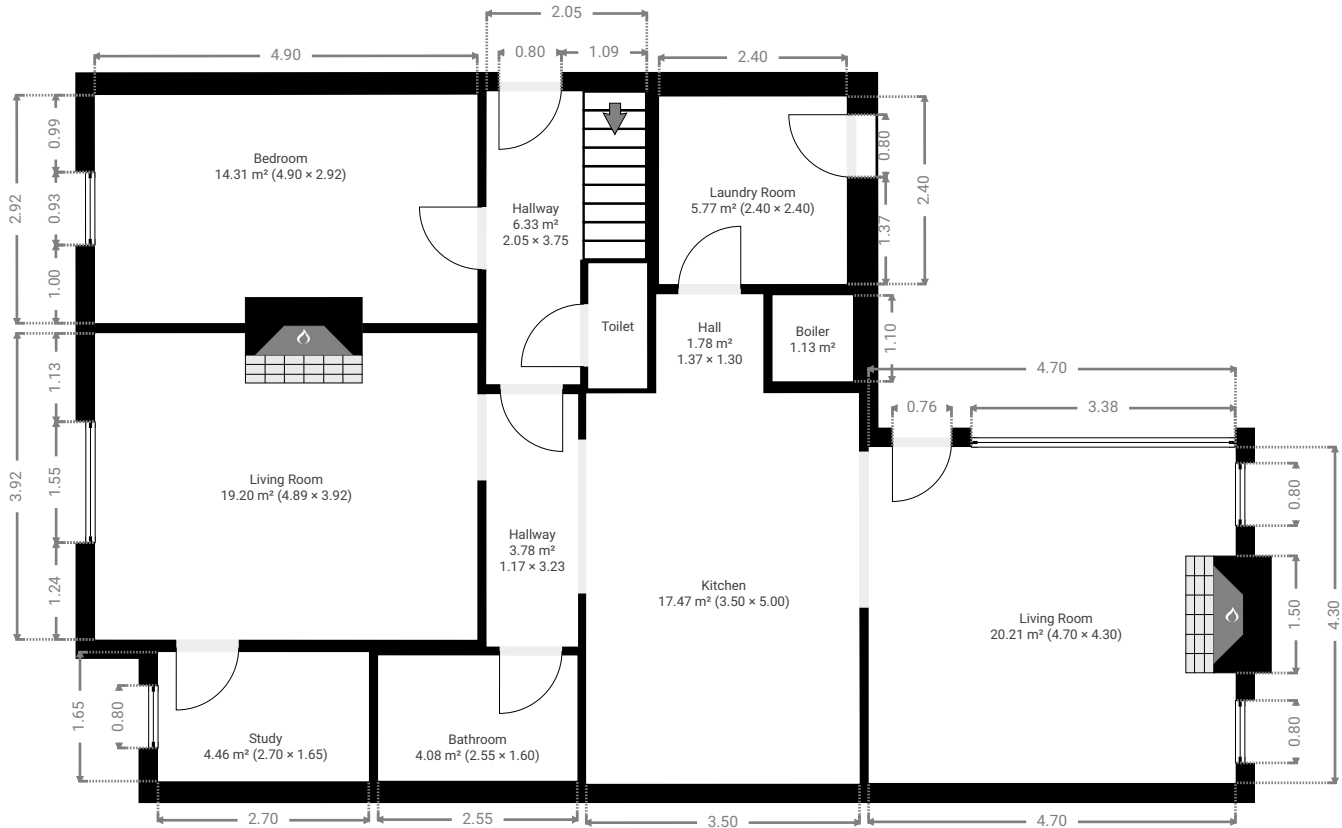 2.05
4.90
0.80
1.09
2.40
0.99
2.92
0.93
1.00
Bedroom
14.31 m² (4.90 × 2.92)
Hallway
6.33 m²
2.05 × 3.75
Laundry Room
5.77 m² (2.40 × 2.40)
0.80
2.40
1.37
Toilet
Hall
1.78 m²
1.37 × 1.30
Boiler
1.13 m²
1.10
4.70
0.76
3.38
1.13
3.92
1.55
1.24
Living Room
19.20 m² (4.89 × 3.92)
Hallway
3.78 m²
1.17 × 3.23
Kitchen
17.47 m² (3.50 × 5.00)
Living Room
20.21 m² (4.70 × 4.30)
0.80
1.50
4.30
0.80
1.65
0.80
Study
4.46 m² (2.70 × 1.65)
Bathroom
4.08 m² (2.55 × 1.60)
2.70
2.55
3.50
4.70